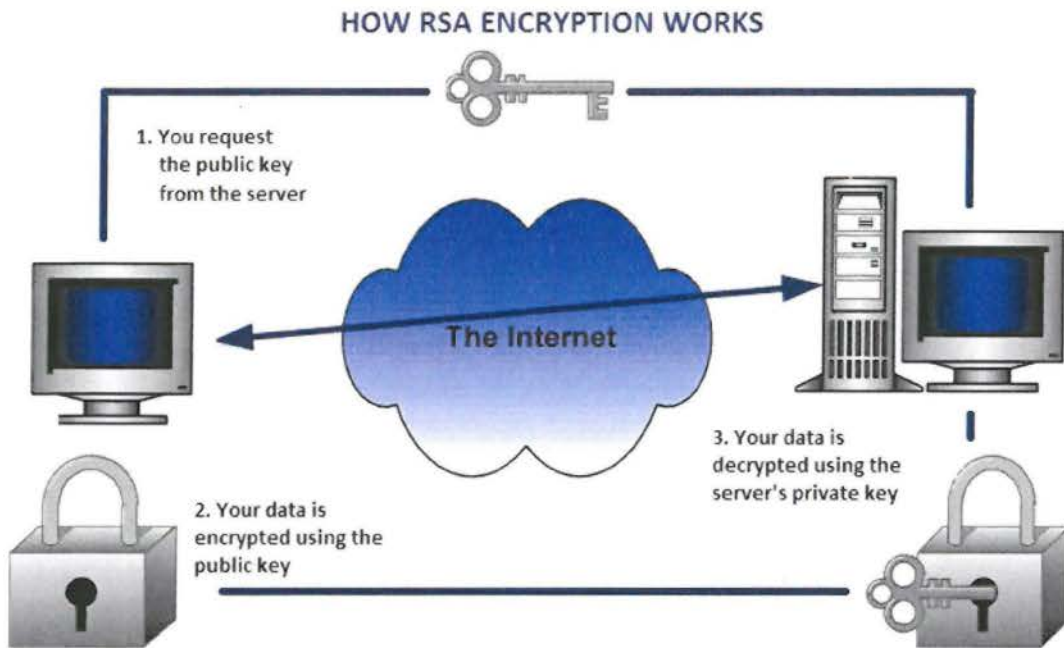 HOW RSA ENCRYPTION WORKS
1. You request
the public key
from the server
The Internet
3. Your data is
decrypted using the
server's private key
2. Your data is
encrypted using the
public key